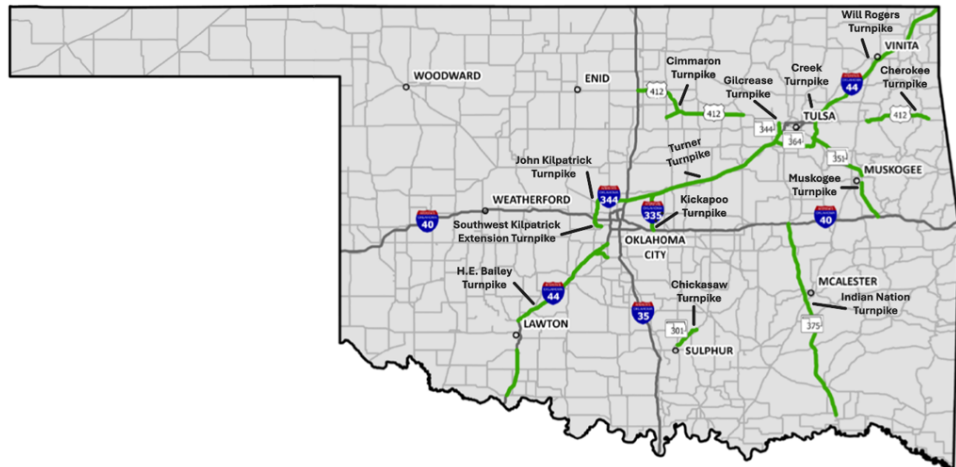 Will Rogers
Turnpike
VINITA
WOODWARD
ENID
Cimmaron
Turnpike
Gilcrease
Turnpike
Creek
Turnpike
44
Cherokee
Turnpike
412
412
412
TULSA
344
364
351
Turner
Turnpike
John Kilpatrick
Turnpike
Muskogee
Turnpike
MUSKOGEE
WEATHERFORD
344
335
Kickapoo
Turnpike
40
40
Southwest Kilpatrick
Extension Turnpike
OKLAHOMA
CITY
H.E. Bailey
Turnpike
44
Chickasaw
Turnpike
MCALESTER
Indian Nation
Turnpike
LAWTON
35
301
375
SULPHUR